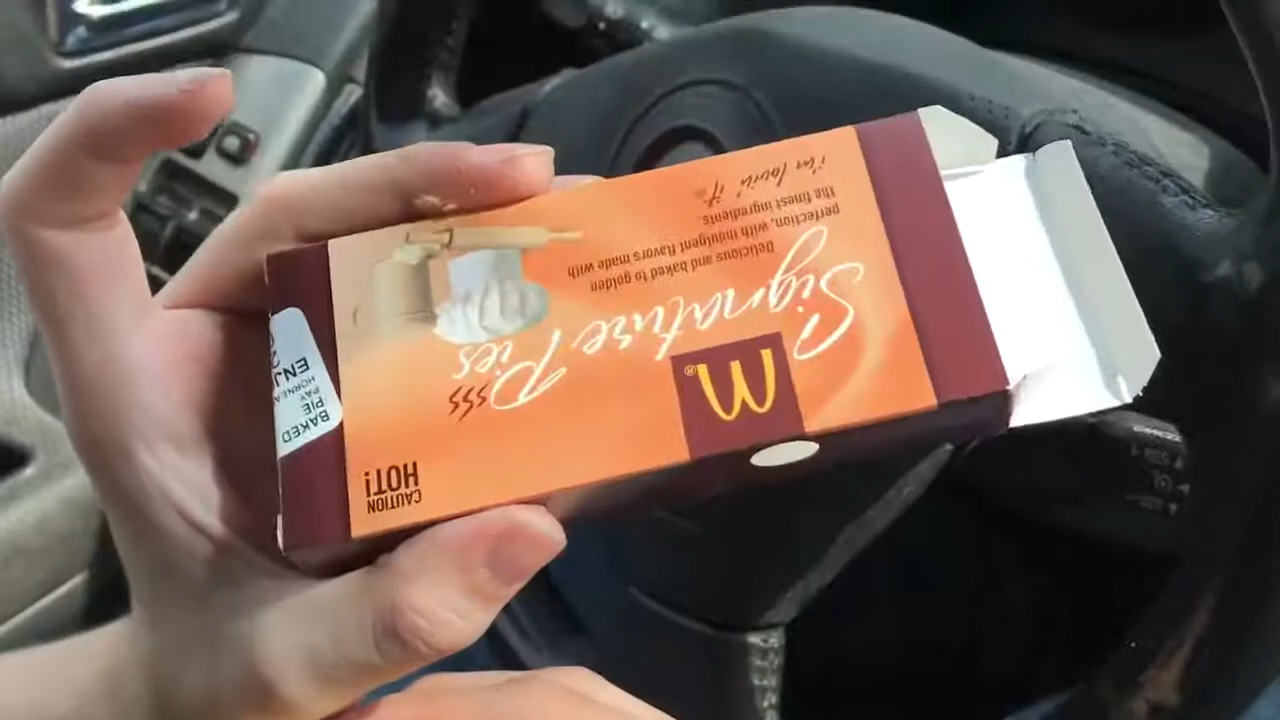 M®
Signature Pies
Delicious and baked to golden
perfection, with indulgent flavors made with
the finest ingredients.
i'm lovin' it
CAUTION
HOT!
BAKED
PIE
ENJ